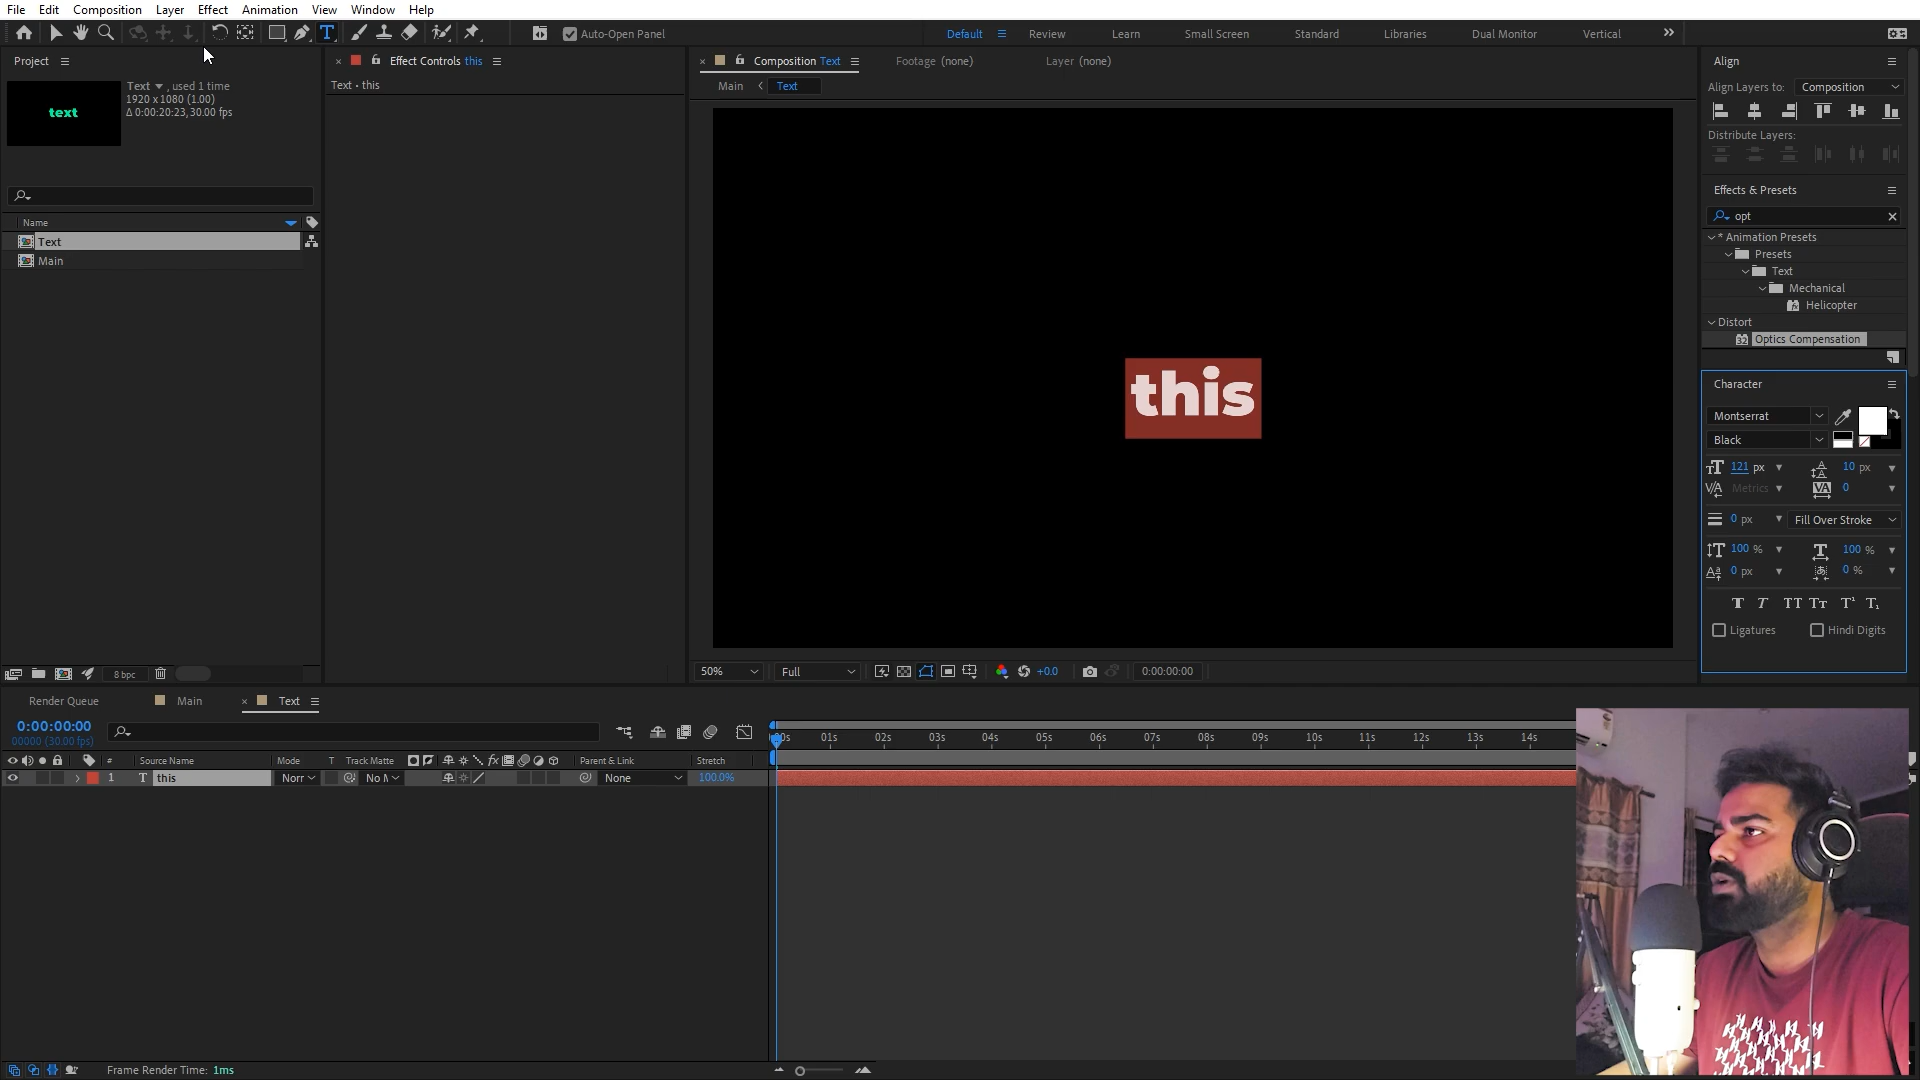 File Edit Composition Layer Effect Animation View Window Help
Auto-Open Panel
Default Review Learn Small Screen Standard Libraries Dual Monitor Vertical
Project
Text , used 1 time
1920 x 1080 (1.00)
Δ 0:00:20:23, 30.00 fps
text
Name
Text
Main
8 bpc
Effect Controls this
Text • this
Composition Text
Footage (none)
Layer (none)
Main Text
this
50% Full +0.0 0:00:00:00
Align
Align Layers to: Composition
Distribute Layers:
Effects & Presets
opt
* Animation Presets
Presets
Text
Mechanical
Helicopter
Distort
32 Optics Compensation
Character
Montserrat
Black
121 px 10 px
Metrics 0
0 px Fill Over Stroke
100 % 100 %
0 px 0 %
Ligatures Hindi Digits
Render Queue Main Text
0:00:00:00
00000 (30.00 fps)
# Source Name Mode T Track Matte Parent & Link Stretch
1 T this Norr No M None 100.0%
01s 02s 03s 04s 05s 06s 07s 08s 09s 10s 11s 12s 13s 14s
Frame Render Time: 1ms